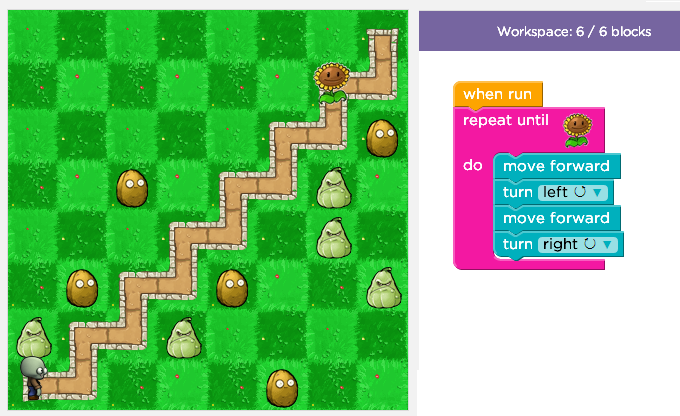 Workspace: 6 / 6 blocks
when run
repeat until
do
move forward
turn left ↺ ▼
move forward
turn right ↻ ▼